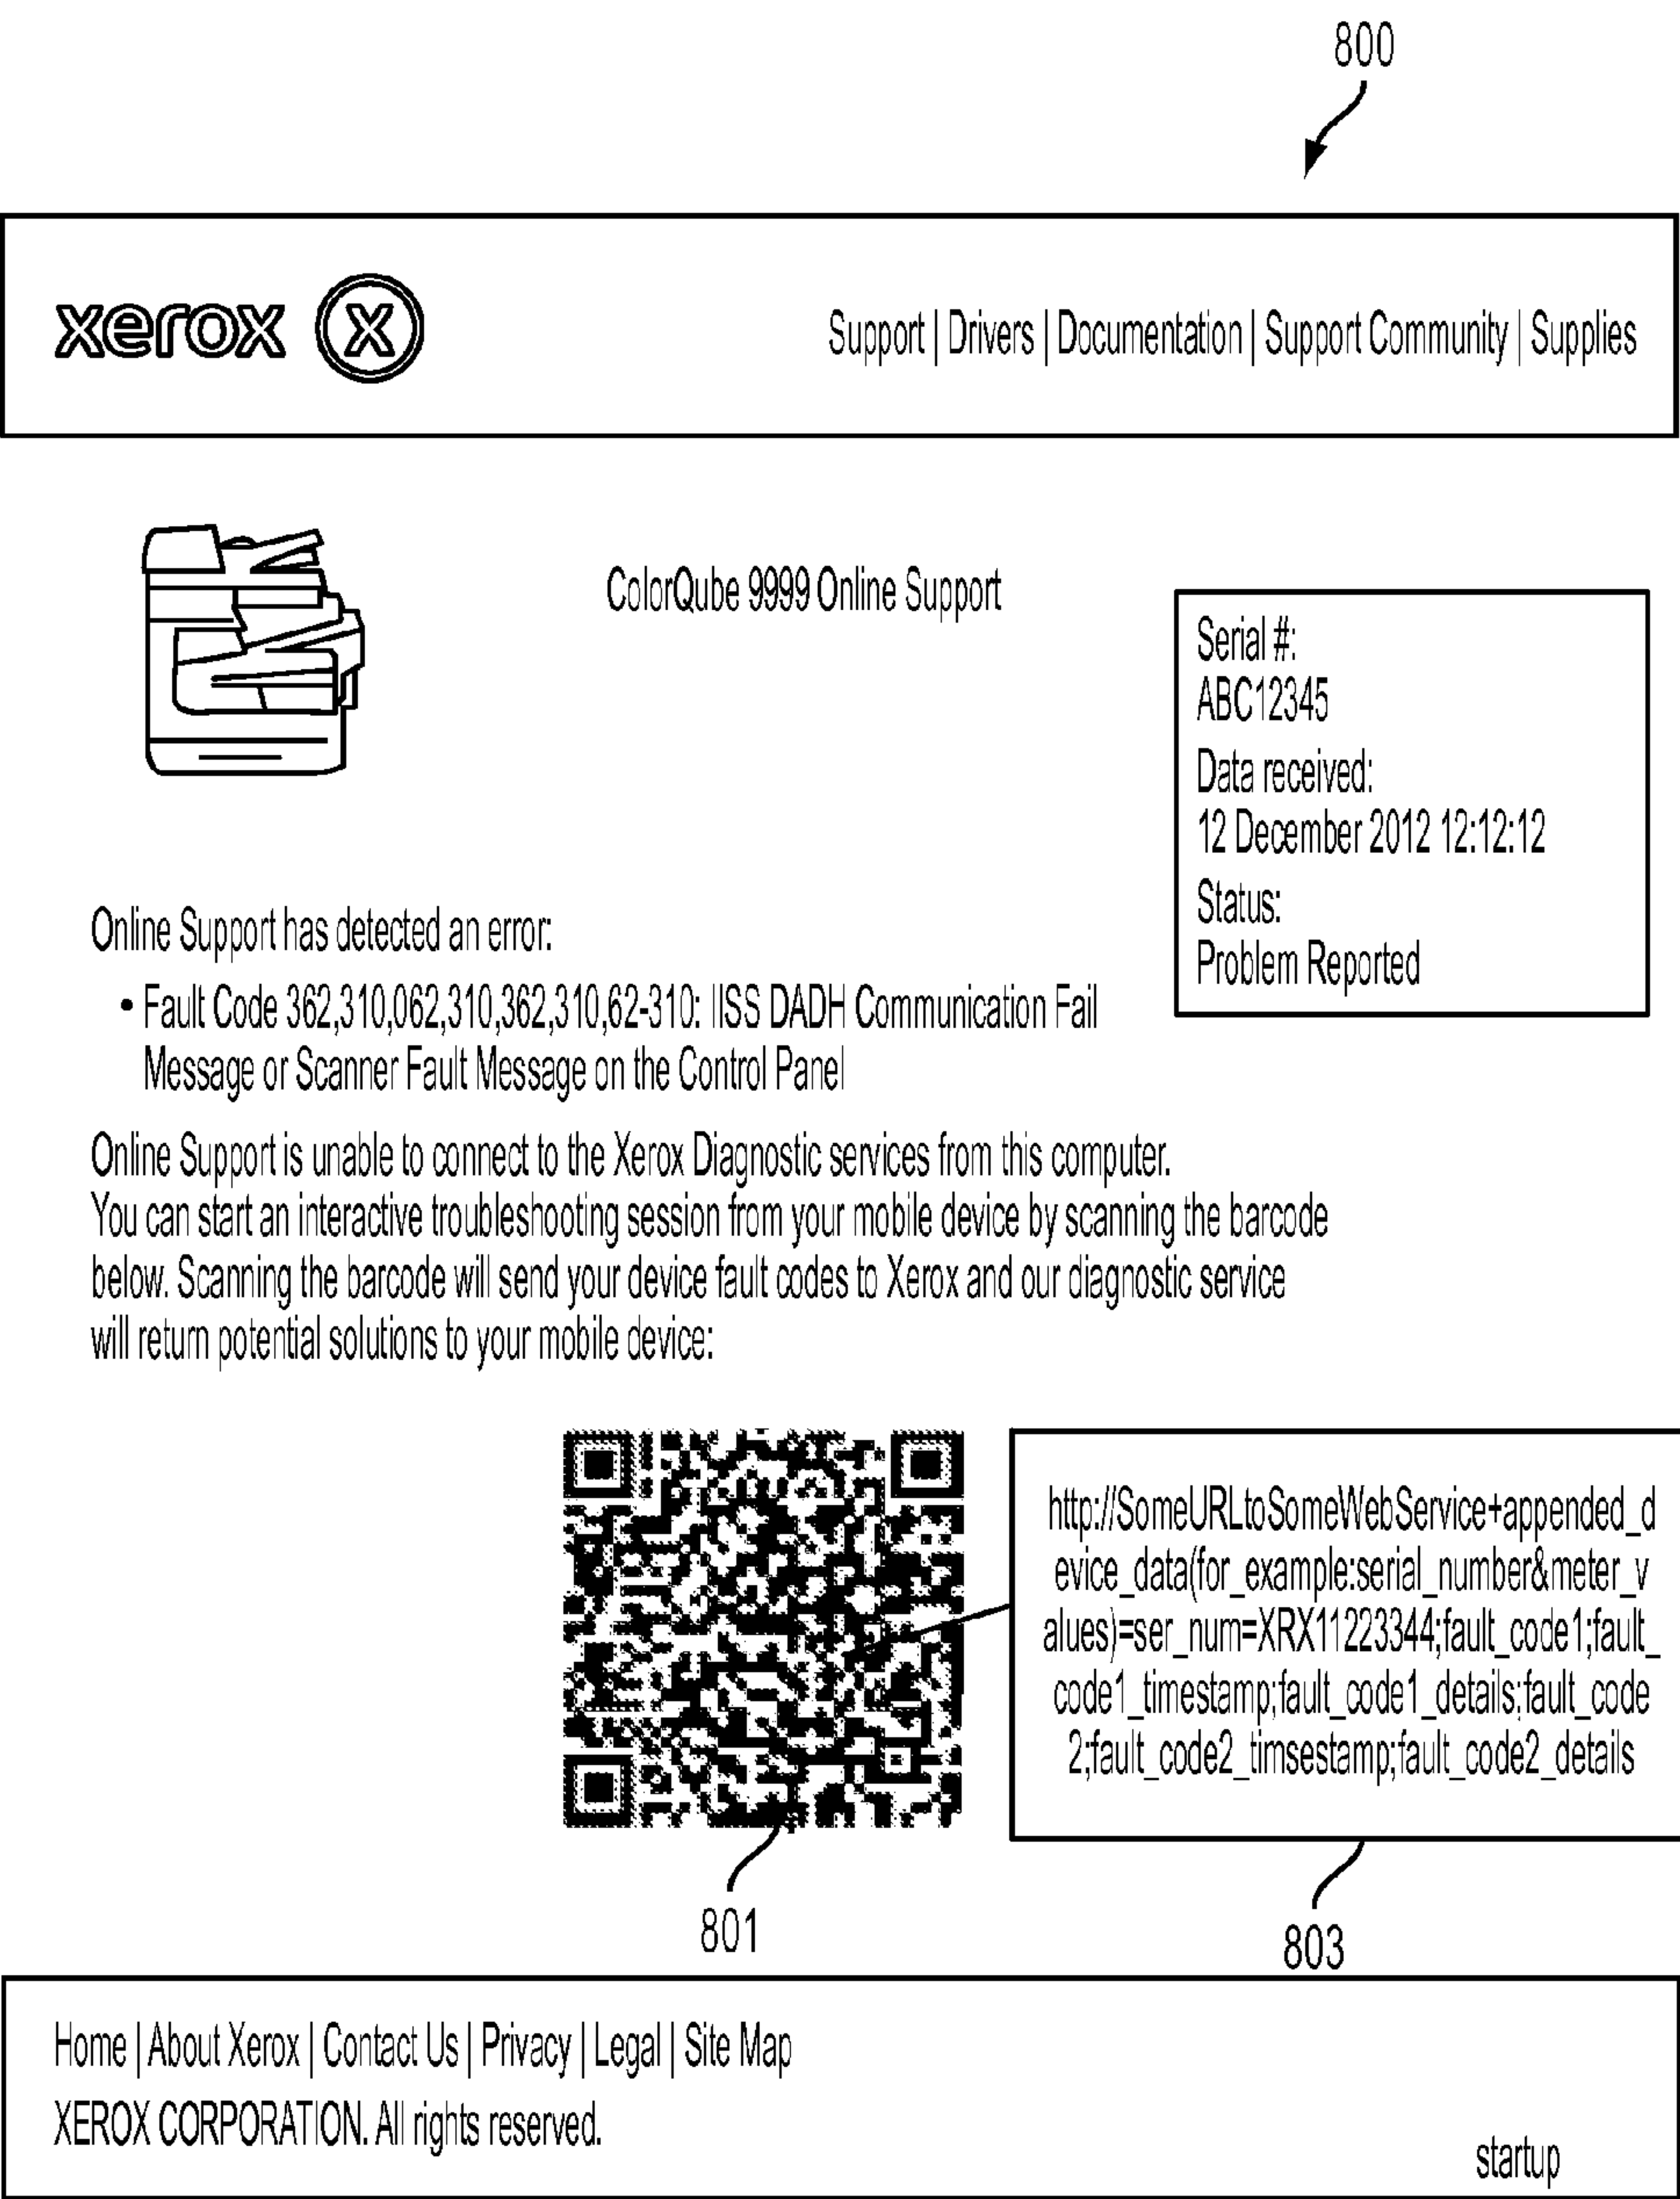 800
xerox X
Support | Drivers | Documentation | Support Community | Supplies
ColorQube 9999 Online Support
Serial #:
ABC12345
Data received:
12 December 2012 12:12:12
Status:
Problem Reported
Online Support has detected an error:
• Fault Code 362,310,062,310,362,310,62-310: IISS DADH Communication Fail
Message or Scanner Fault Message on the Control Panel
Online Support is unable to connect to the Xerox Diagnostic services from this computer.
You can start an interactive troubleshooting session from your mobile device by scanning the barcode
below. Scanning the barcode will send your device fault codes to Xerox and our diagnostic service
will return potential solutions to your mobile device:
http://SomeURLtoSomeWebService+appended_d
evice_data(for_example:serial_number&meter_v
alues)=ser_num=XRX11223344;fault_code1;fault_
code1_timestamp;fault_code1_details;fault_code
2;fault_code2_timsestamp;fault_code2_details
801
803
Home | About Xerox | Contact Us | Privacy | Legal | Site Map
XEROX CORPORATION. All rights reserved.
startup